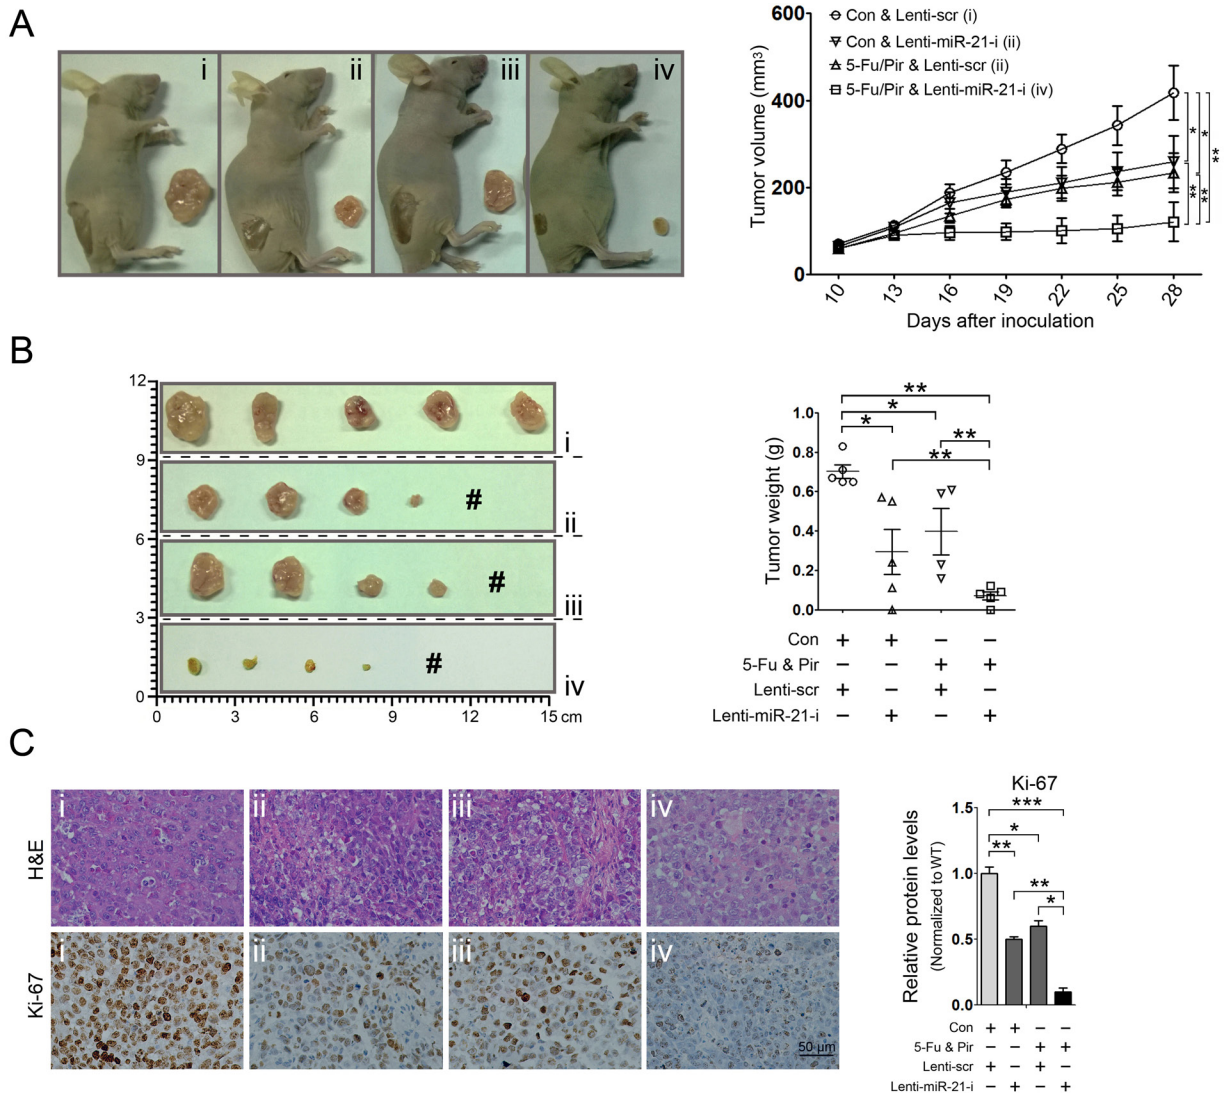 A
i
ii
iii
iv
Tumor volume (mm³)
600
400
200
0
Con & Lenti-scr (i)
Con & Lenti-miR-21-i (ii)
5-Fu/Pir & Lenti-scr (ii)
5-Fu/Pir & Lenti-miR-21-i (iv)
*
*
**
**
**
10
13
16
19
22
25
28
Days after inoculation
B
12
9
6
3
0
i
# ii
# iii
# iv
0 3 6 9 12 15 cm
Tumor weight (g)
1.0
0.8
0.6
0.4
0.2
0.0
**
*
*
**
**
Con + + − −
5-Fu & Pir − − + +
Lenti-scr + − + −
Lenti-miR-21-i − + − +
C
H&E
i
ii
iii
iv
Ki-67
i
ii
iii
iv
50 μm
Ki-67
Relative protein levels
(Normalized to WT)
1.5
1.0
0.5
0.0
***
*
**
**
*
Con + + − −
5-Fu & Pir − − + +
Lenti-scr + − + −
Lenti-miR-21-i − + − +